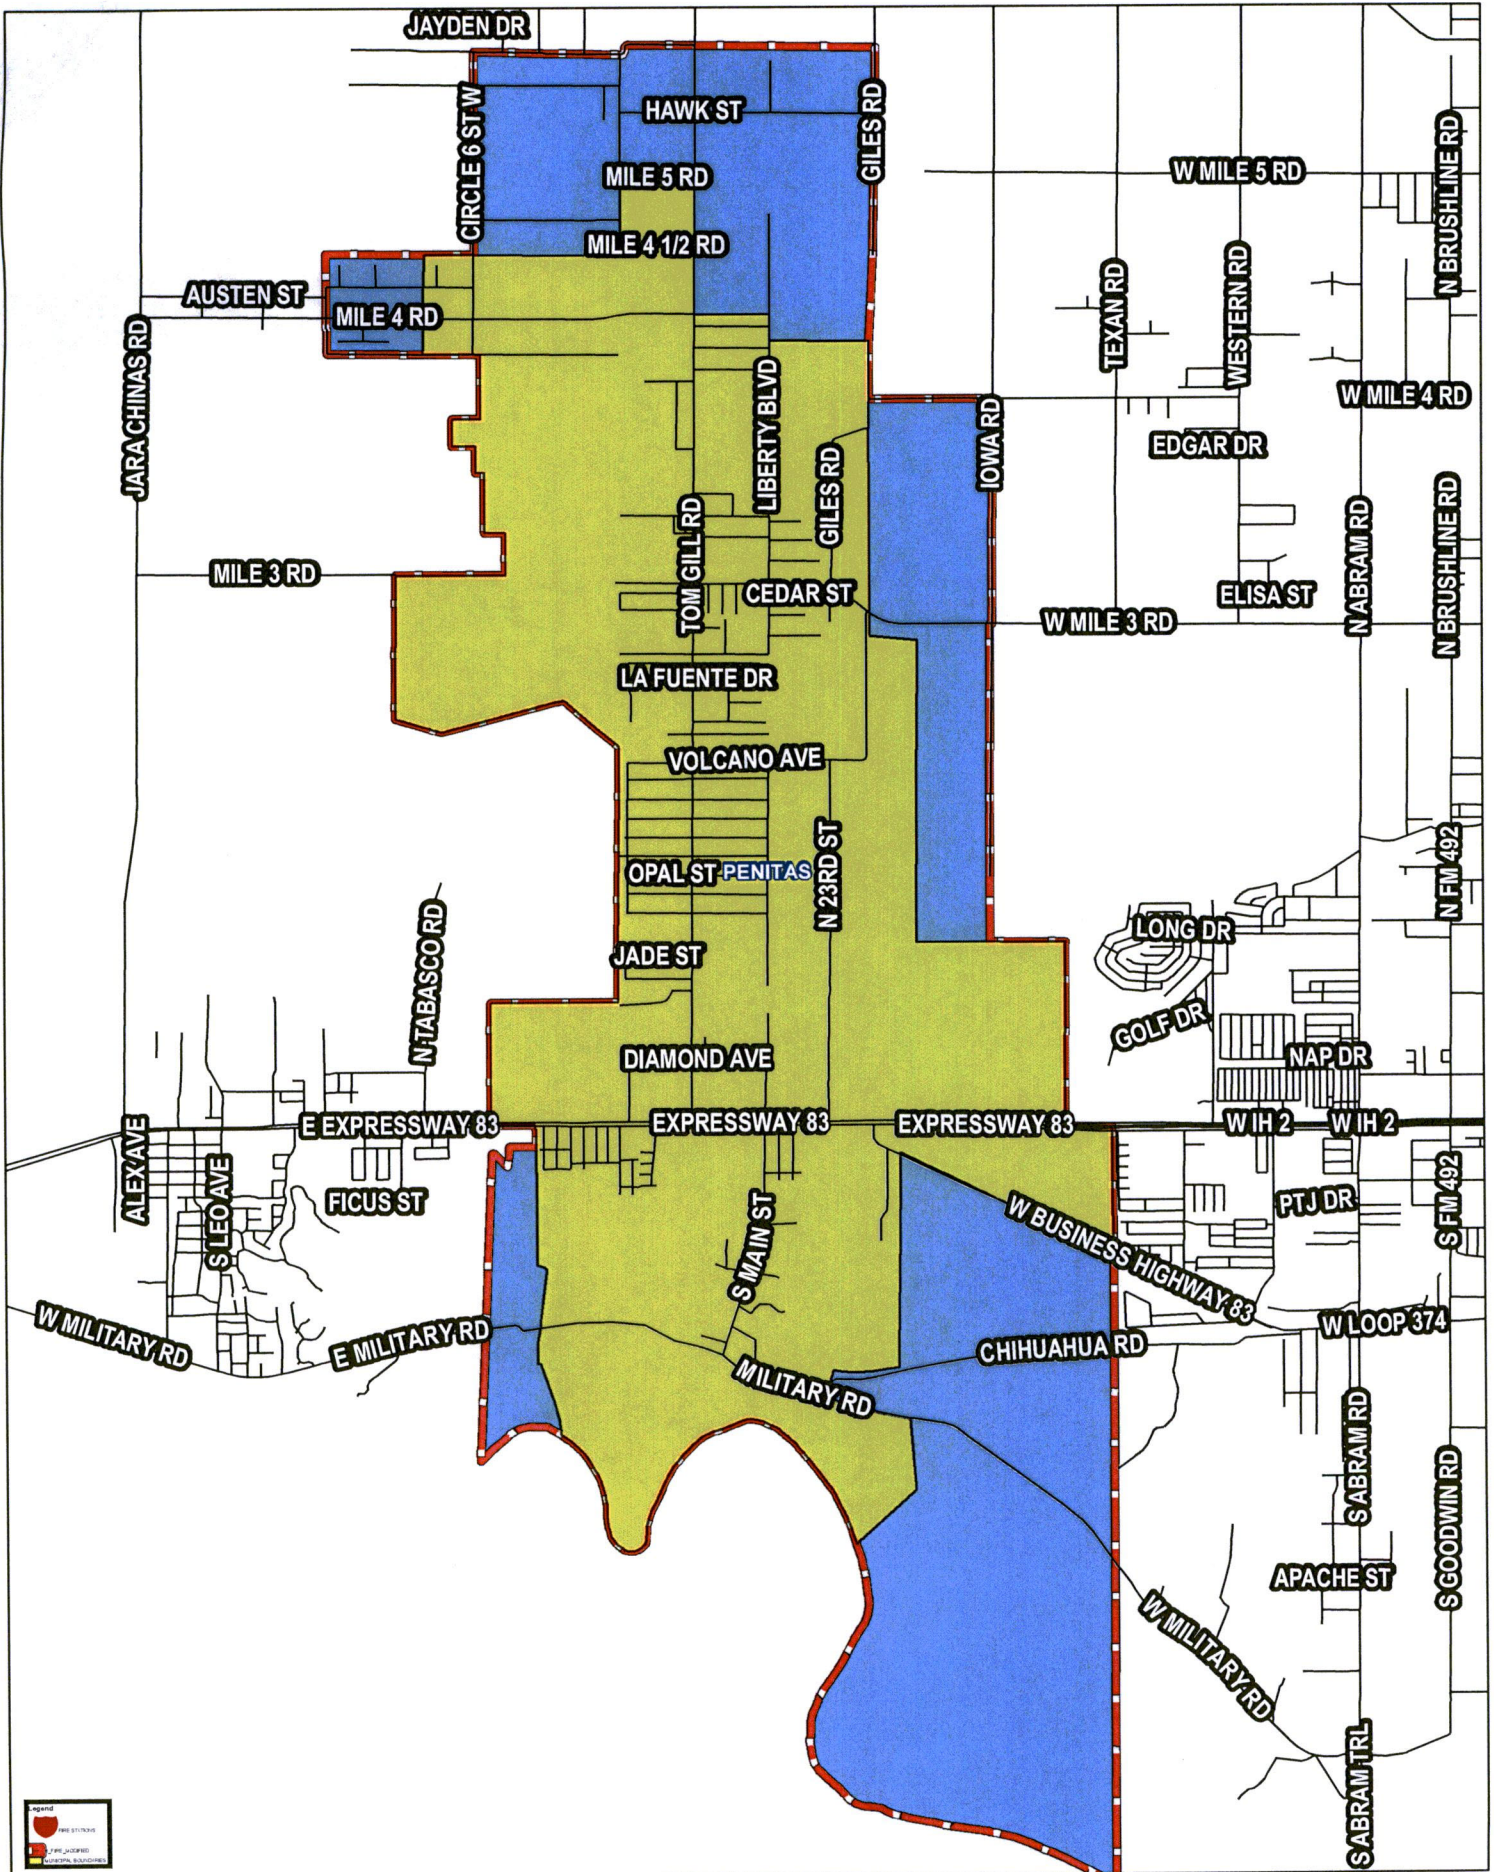 JAYDEN DR
CIRCLE 6 ST W
HAWK ST
GILES RD
MILE 5 RD
W MILE 5 RD
N BRUSHLINE RD
MILE 4 1/2 RD
AUSTEN ST
MILE 4 RD
JARA CHINAS RD
TEXAN RD
WESTERN RD
W MILE 4 RD
LIBERTY BLVD
GILES RD
IOWA RD
EDGAR DR
TOM GILL RD
N ABRAM RD
N BRUSHLINE RD
MILE 3 RD
CEDAR ST
ELISA ST
W MILE 3 RD
LA FUENTE DR
VOLCANO AVE
OPAL ST
PENITAS
N 23RD ST
N FM 492
N TABASCO RD
JADE ST
LONG DR
GOLF DR
DIAMOND AVE
NAP DR
E EXPRESSWAY 83
EXPRESSWAY 83
EXPRESSWAY 83
W IH 2
W IH 2
ALEX AVE
S LEO AVE
FICUS ST
PTJ DR
S FM 492
S MAIN ST
W BUSINESS HIGHWAY 83
W MILITARY RD
E MILITARY RD
CHIHUAHUA RD
W LOOP 374
MILITARY RD
S ABRAM RD
S GOODWIN RD
APACHE ST
W MILITARY RD
S ABRAM TRL
Legend
FIRE STATIONS
MUNICIPAL BOUNDARIES